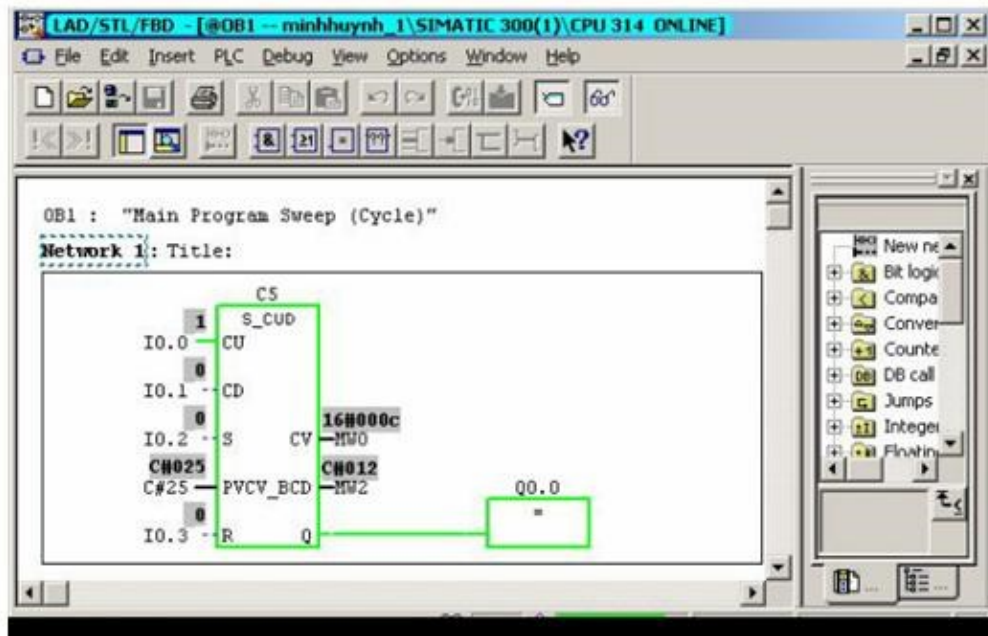 LAD/STL/FBD - [@OB1 -- minhhuynh_1\SIMATIC 300(1)\CPU 314 ONLINE]
File Edit Insert PLC Debug View Options Window Help
OB1 : "Main Program Sweep (Cycle)"
Network 1: Title:
C5
S_CUD
1
I0.0 CU
0
I0.1 CD
0 16#000c
I0.2 S CV MW0
C#025 C#012
C#25 PV CV_BCD MW2 Q0.0
=
0
I0.3 R Q
New ne
Bit logic
Compa
Conver
Counte
DB call
Jumps
Integer
Floatin